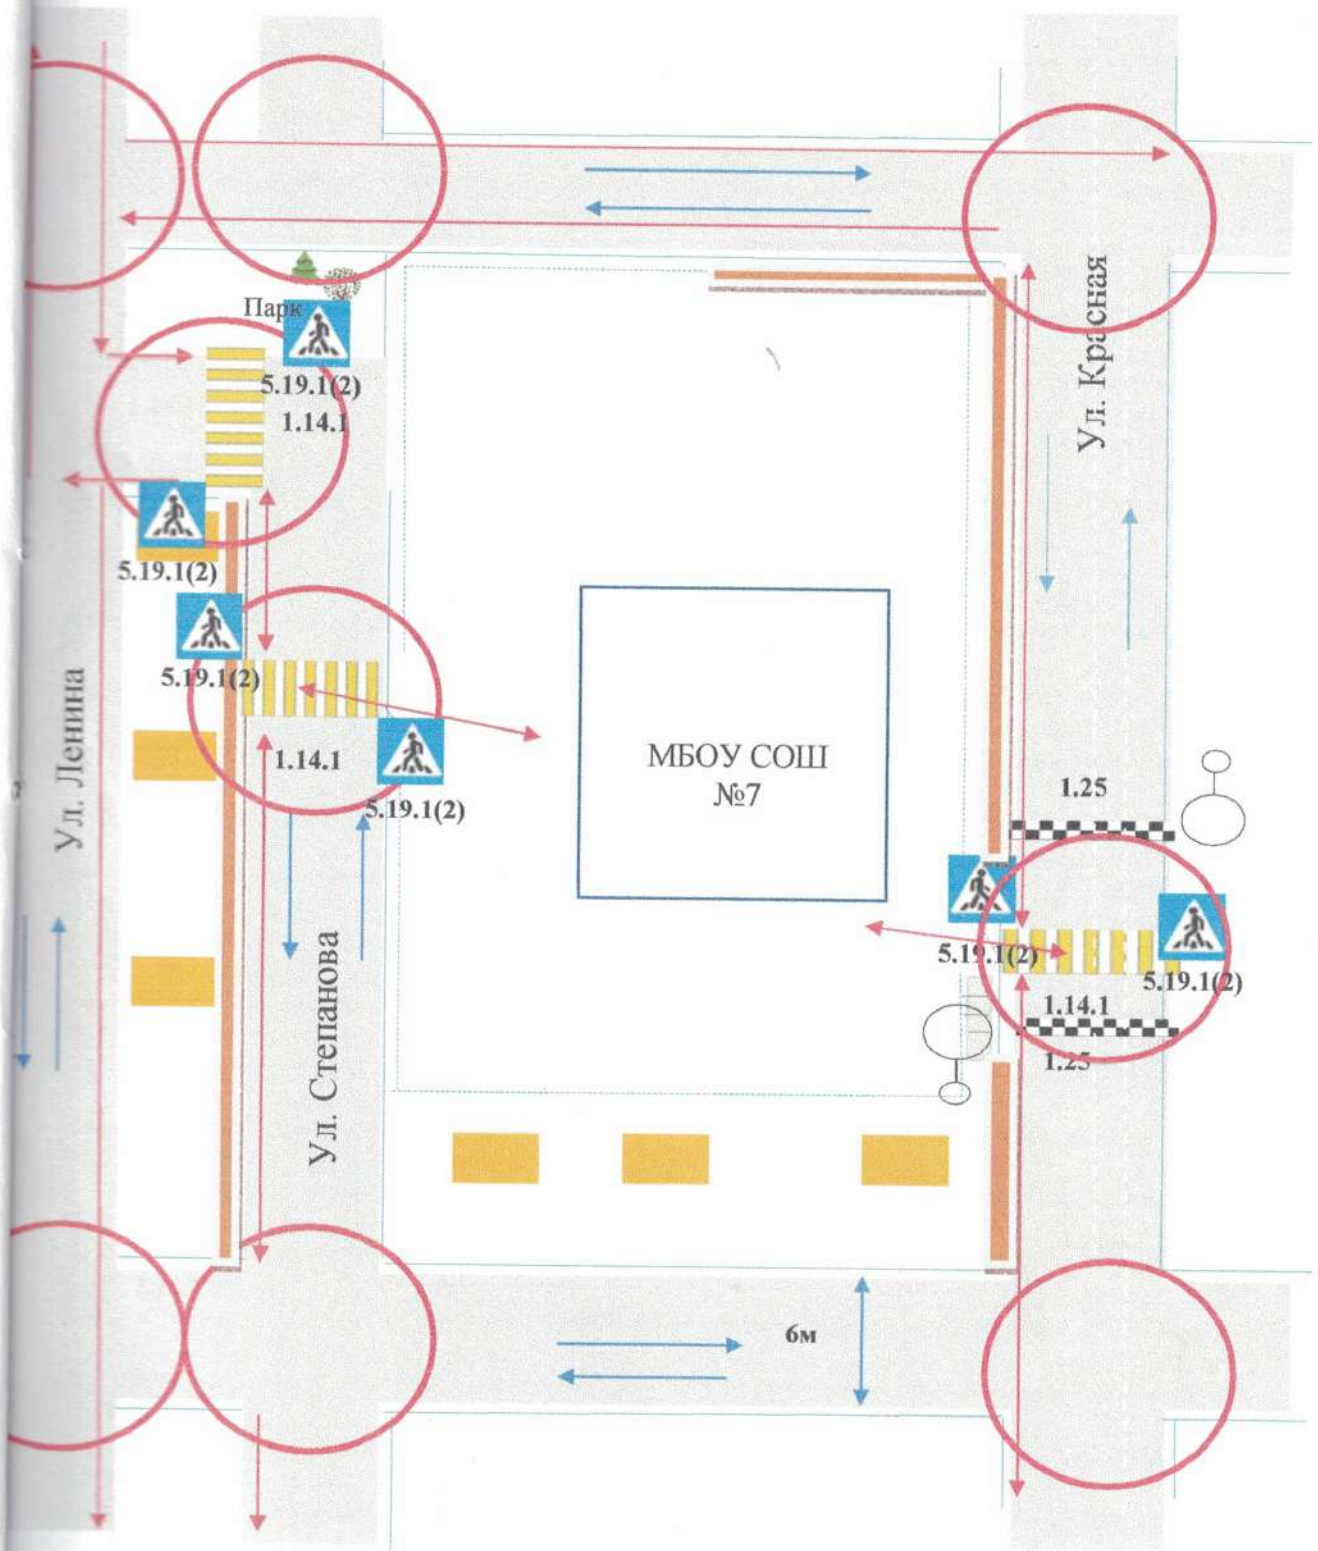 Парк
5.19.1(2)
1.14.1
5.19.1(2)
5.19.1(2)
1.14.1
5.19.1(2)
Ул. Ленина
Ул. Степанова
МБОУ СОШ
№7
Ул. Красная
1.25
5.19.1(2)
5.19.1(2)
1.14.1
1.25
6м